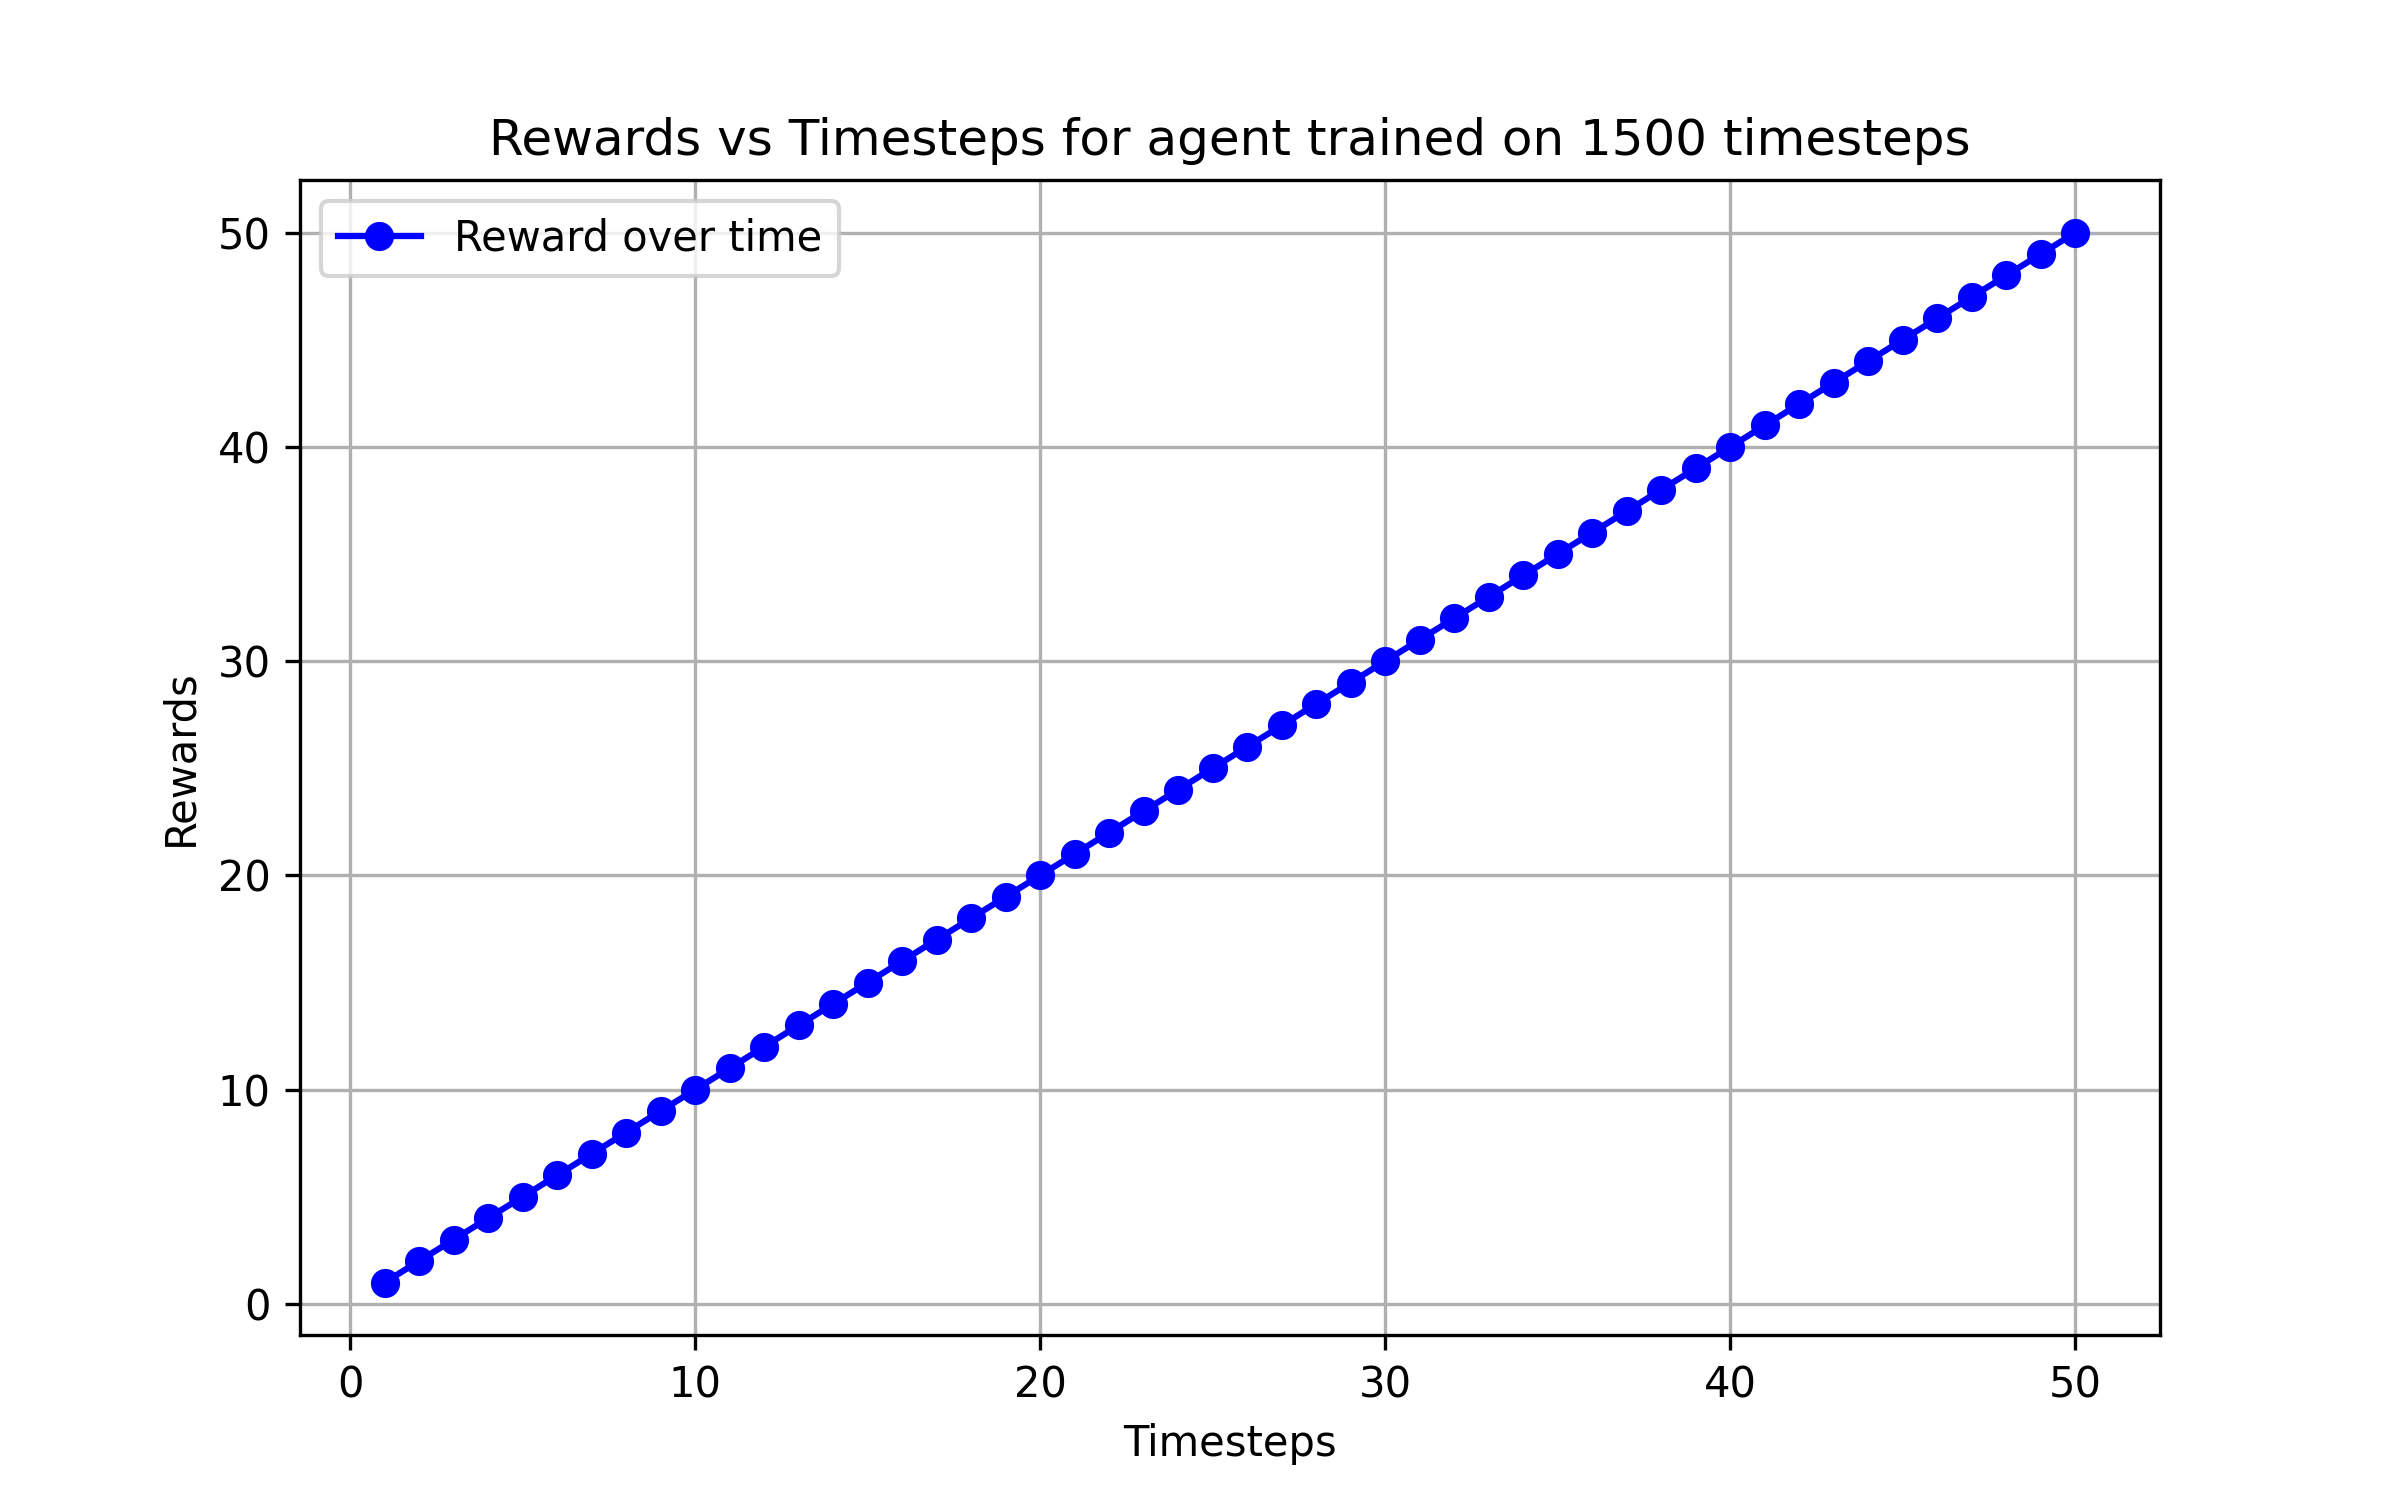 Rewards vs Timesteps for agent trained on 1500 timesteps
Reward over time
50
40
30
20
10
0
Rewards
0 10 20 30 40 50
Timesteps